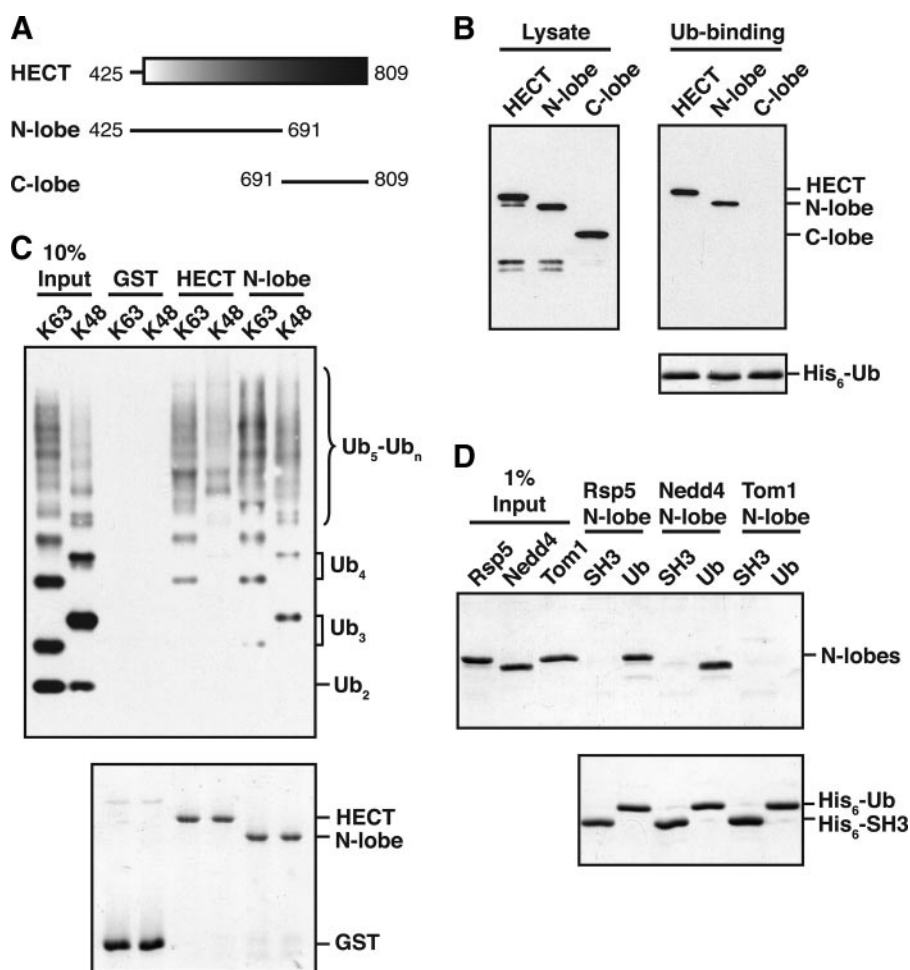 A
HECT 425 809
N-lobe 425 691
C-lobe 691 809
B
Lysate Ub-binding
HECT N-lobe C-lobe HECT N-lobe C-lobe
HECT
N-lobe
C-lobe
His6-Ub
C
10%
Input GST HECT N-lobe
K63 K48 K63 K48 K63 K48 K63 K48
Ub5-Ubn
Ub4
Ub3
Ub2
HECT
N-lobe
GST
D
1%
Input
Rsp5 Nedd4 Tom1
N-lobe N-lobe N-lobe
Rsp5 Nedd4 Tom1 SH3 Ub SH3 Ub SH3 Ub
N-lobes
His6-Ub
His6-SH3